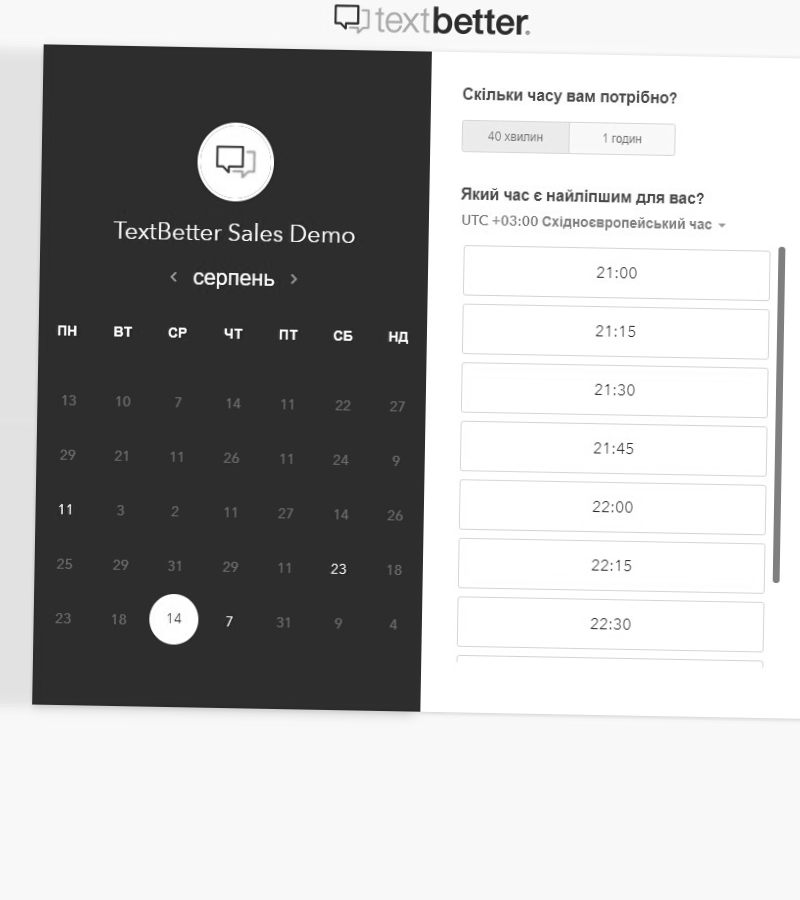 textbetter.
TextBetter Sales Demo
серпень
ПН ВТ СР ЧТ ПТ СБ НД
13 10 7 14 11 22 27
29 21 11 26 11 24 9
11 3 2 11 27 14 26
25 29 31 29 11 23 18
23 18 14 7 31 9 4
Скільки часу вам потрібно?
40 хвилин 1 годин
Який час є найліпшим для вас?
UTC +03:00 Східноєвропейський час
21:00
21:15
21:30
21:45
22:00
22:15
22:30